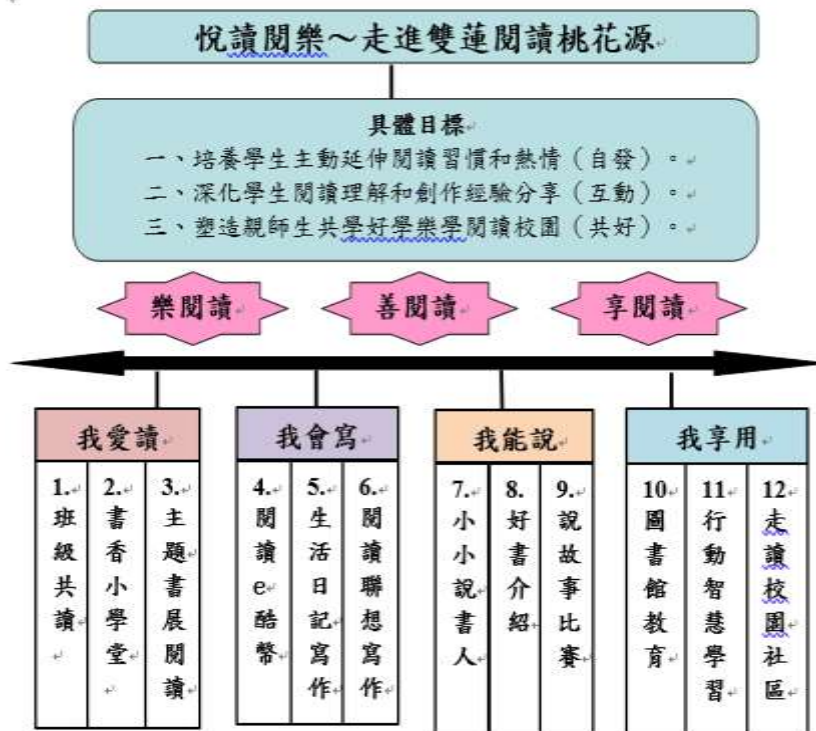 悅讀閱樂～走進雙蓮閱讀桃花源
具體目標
一、培養學生主動延伸閱讀習慣和熱情（自發）。
二、深化學生閱讀理解和創作經驗分享（互動）。
三、塑造親師生共學好學樂學閱讀校園（共好）。
樂閱讀
善閱讀
享閱讀
我愛讀
1.班級共讀
2.書香小學堂
3.主題書展閱讀
我會寫
4.閱讀e酷幣
5.生活日記寫作
6.閱讀聯想寫作
我能說
7.小小說書人
8.好書介紹
9.說故事比賽
我享用
10圖書館教育
11行動智慧學習
12走讀校園社區